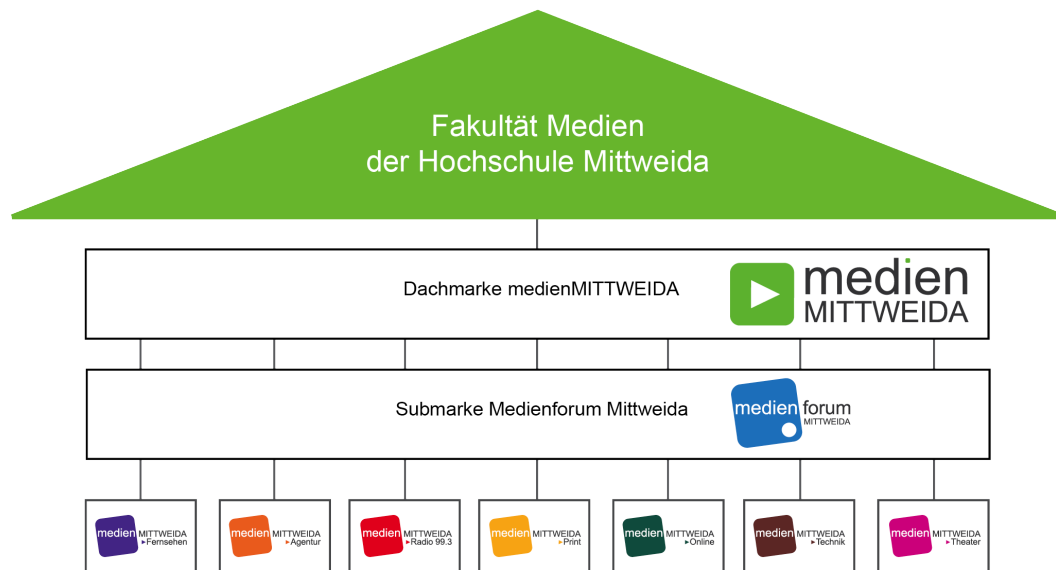 Fakultät Medien
der Hochschule Mittweida
Dachmarke medienMITTWEIDA
medien
MITTWEIDA
Submarke Medienforum Mittweida
medien forum
MITTWEIDA
medien MITTWEIDA
Fernsehen
medien MITTWEIDA
Agentur
medien MITTWEIDA
Radio 99.3
medien MITTWEIDA
Print
medien MITTWEIDA
Online
medien MITTWEIDA
Technik
medien MITTWEIDA
Theater